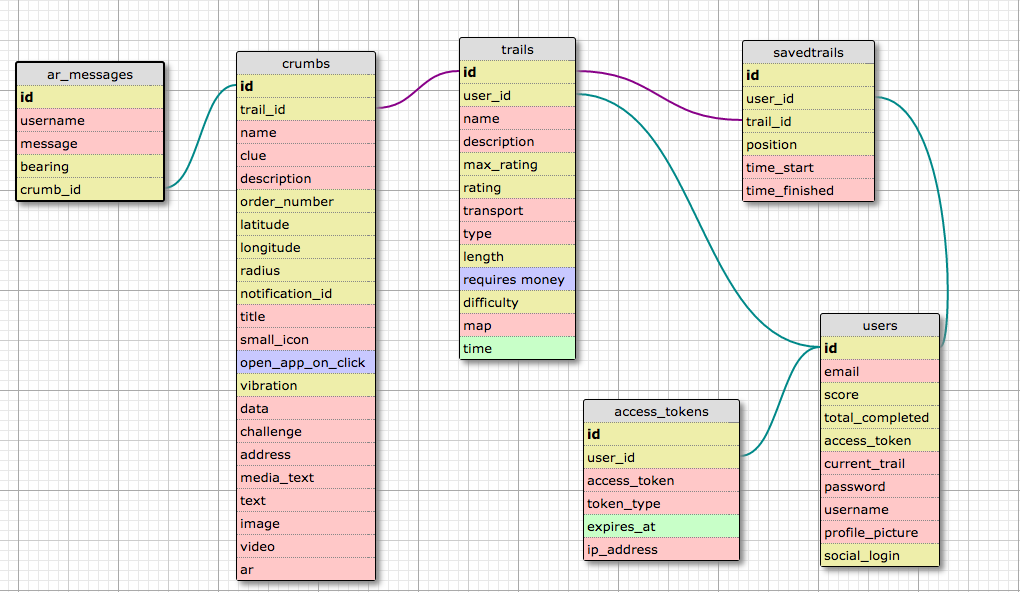 ar_messages
id
username
message
bearing
crumb_id
crumbs
id
trail_id
name
clue
description
order_number
latitude
longitude
radius
notification_id
title
small_icon
open_app_on_click
vibration
data
challenge
address
media_text
text
image
video
ar
trails
id
user_id
name
description
max_rating
rating
transport
type
length
requires money
difficulty
map
time
savedtrails
id
user_id
trail_id
position
time_start
time_finished
access_tokens
id
user_id
access_token
token_type
expires_at
ip_address
users
id
email
score
total_completed
access_token
current_trail
password
username
profile_picture
social_login